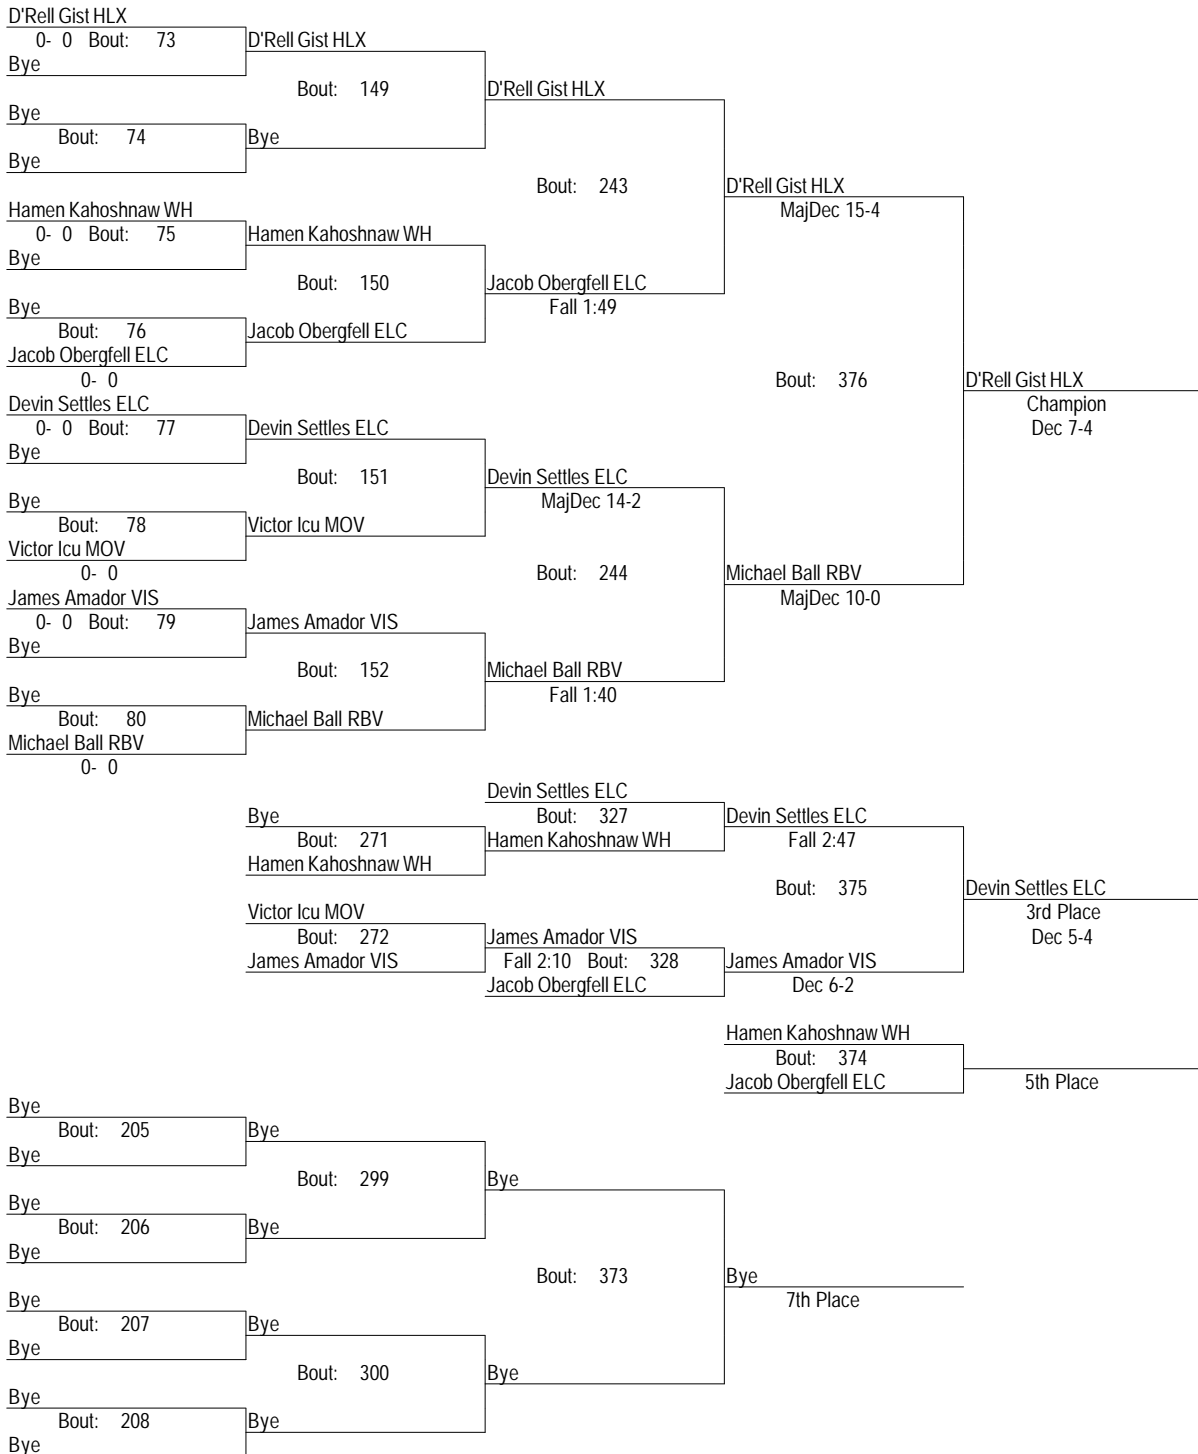 D'Rell Gist HLX
0- 0 Bout: 73
D'Rell Gist HLX
Bye
Bout: 149
D'Rell Gist HLX
Bye
Bout: 74
Bye
Bye
Bout: 243
D'Rell Gist HLX
MajDec 15-4
Hamen Kahoshnaw WH
0- 0 Bout: 75
Hamen Kahoshnaw WH
Bye
Bout: 150
Jacob Obergfell ELC
Fall 1:49
Bye
Bout: 76
Jacob Obergfell ELC
Jacob Obergfell ELC
0- 0
Bout: 376
D'Rell Gist HLX
Champion
Dec 7-4
Devin Settles ELC
0- 0 Bout: 77
Devin Settles ELC
Bye
Bout: 151
Devin Settles ELC
MajDec 14-2
Bye
Bout: 78
Victor Icu MOV
Victor Icu MOV
0- 0
Bout: 244
Michael Ball RBV
MajDec 10-0
James Amador VIS
0- 0 Bout: 79
James Amador VIS
Bye
Bout: 152
Michael Ball RBV
Fall 1:40
Bye
Bout: 80
Michael Ball RBV
Michael Ball RBV
0- 0
Devin Settles ELC
Bye
Bout: 327
Devin Settles ELC
Bout: 271
Hamen Kahoshnaw WH
Fall 2:47
Hamen Kahoshnaw WH
Bout: 375
Devin Settles ELC
3rd Place
Dec 5-4
Victor Icu MOV
Bout: 272
James Amador VIS
James Amador VIS
Fall 2:10 Bout: 328
James Amador VIS
Jacob Obergfell ELC
Dec 6-2
Hamen Kahoshnaw WH
Bout: 374
Jacob Obergfell ELC
5th Place
Bye
Bout: 205
Bye
Bye
Bout: 299
Bye
Bye
Bout: 206
Bye
Bye
Bout: 373
Bye
7th Place
Bye
Bout: 207
Bye
Bye
Bout: 300
Bye
Bye
Bout: 208
Bye
Bye